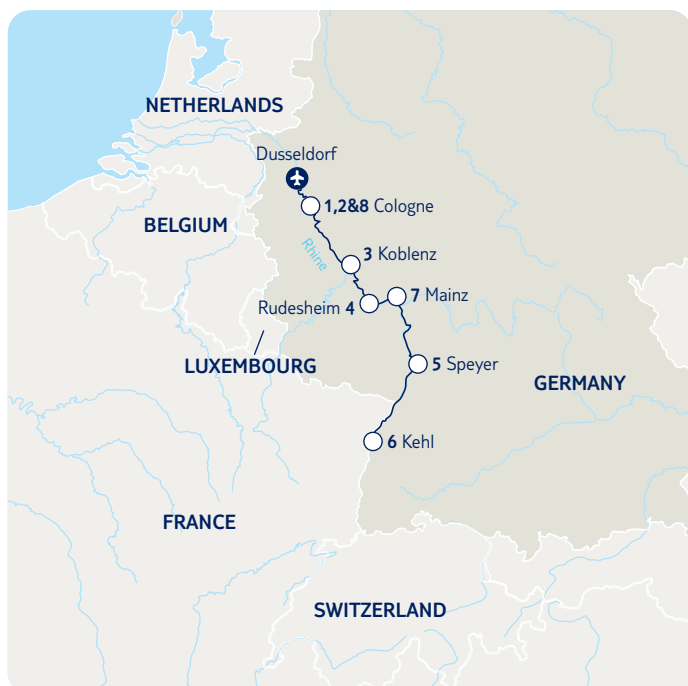 NETHERLANDS
Dusseldorf
1,2&8 Cologne
BELGIUM
Rhine
3 Koblenz
7 Mainz
Rudesheim 4
LUXEMBOURG
5 Speyer
GERMANY
6 Kehl
FRANCE
SWITZERLAND